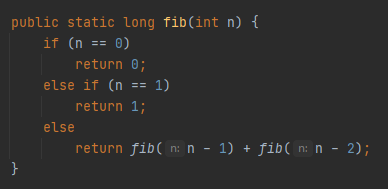 public static long fib(int n) {
    if (n == 0)
        return 0;
    else if (n == 1)
        return 1;
    else
        return fib( n: n - 1) + fib( n: n - 2);
}